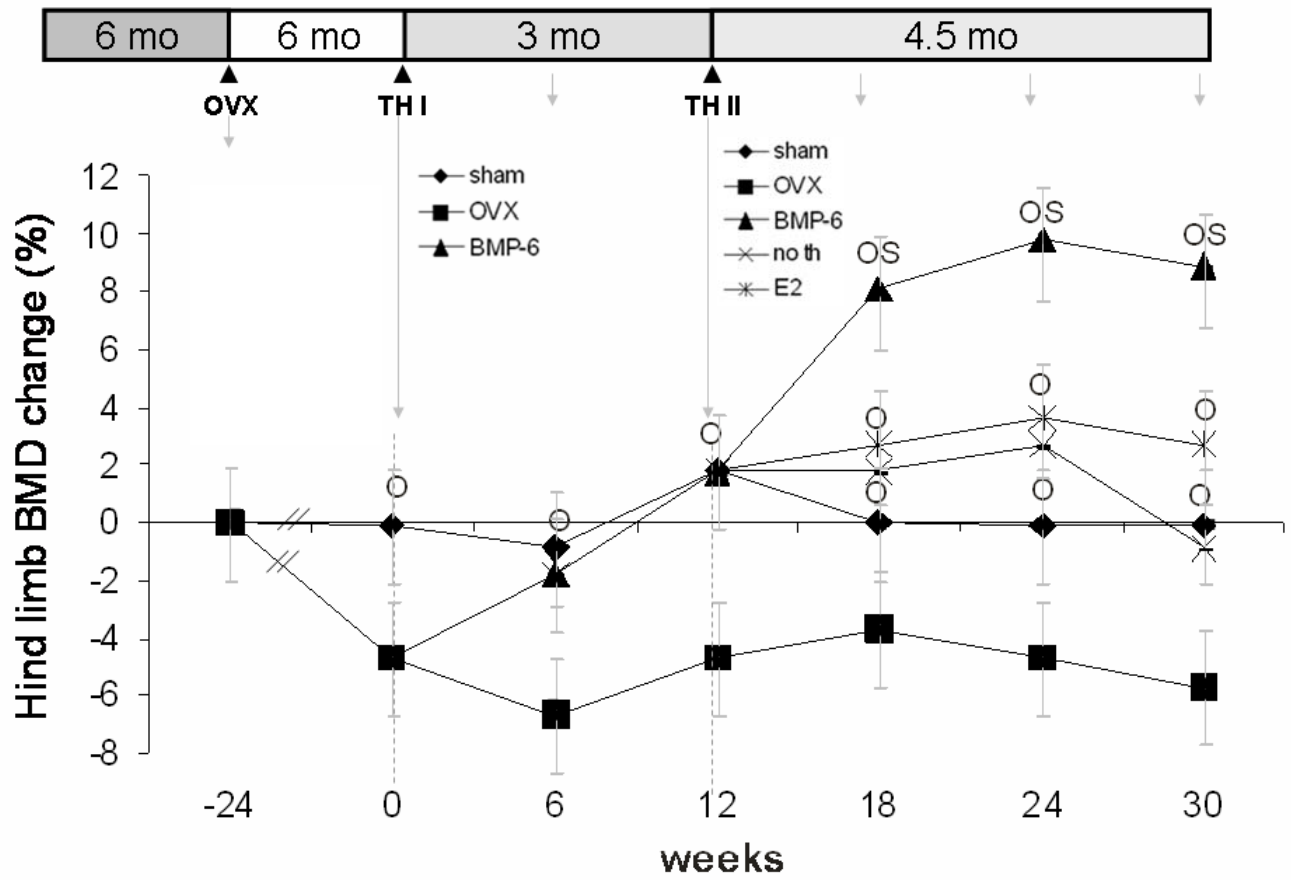 6 mo 6 mo 3 mo 4.5 mo
OVX TH I TH II
sham
OVX
BMP-6
sham
OVX
BMP-6
no th
E2
Hind limb BMD change (%)
12
10
8
6
4
2
0
-2
-4
-6
-8
OS OS OS
O O O
O O O O O O
-24 0 6 12 18 24 30
weeks